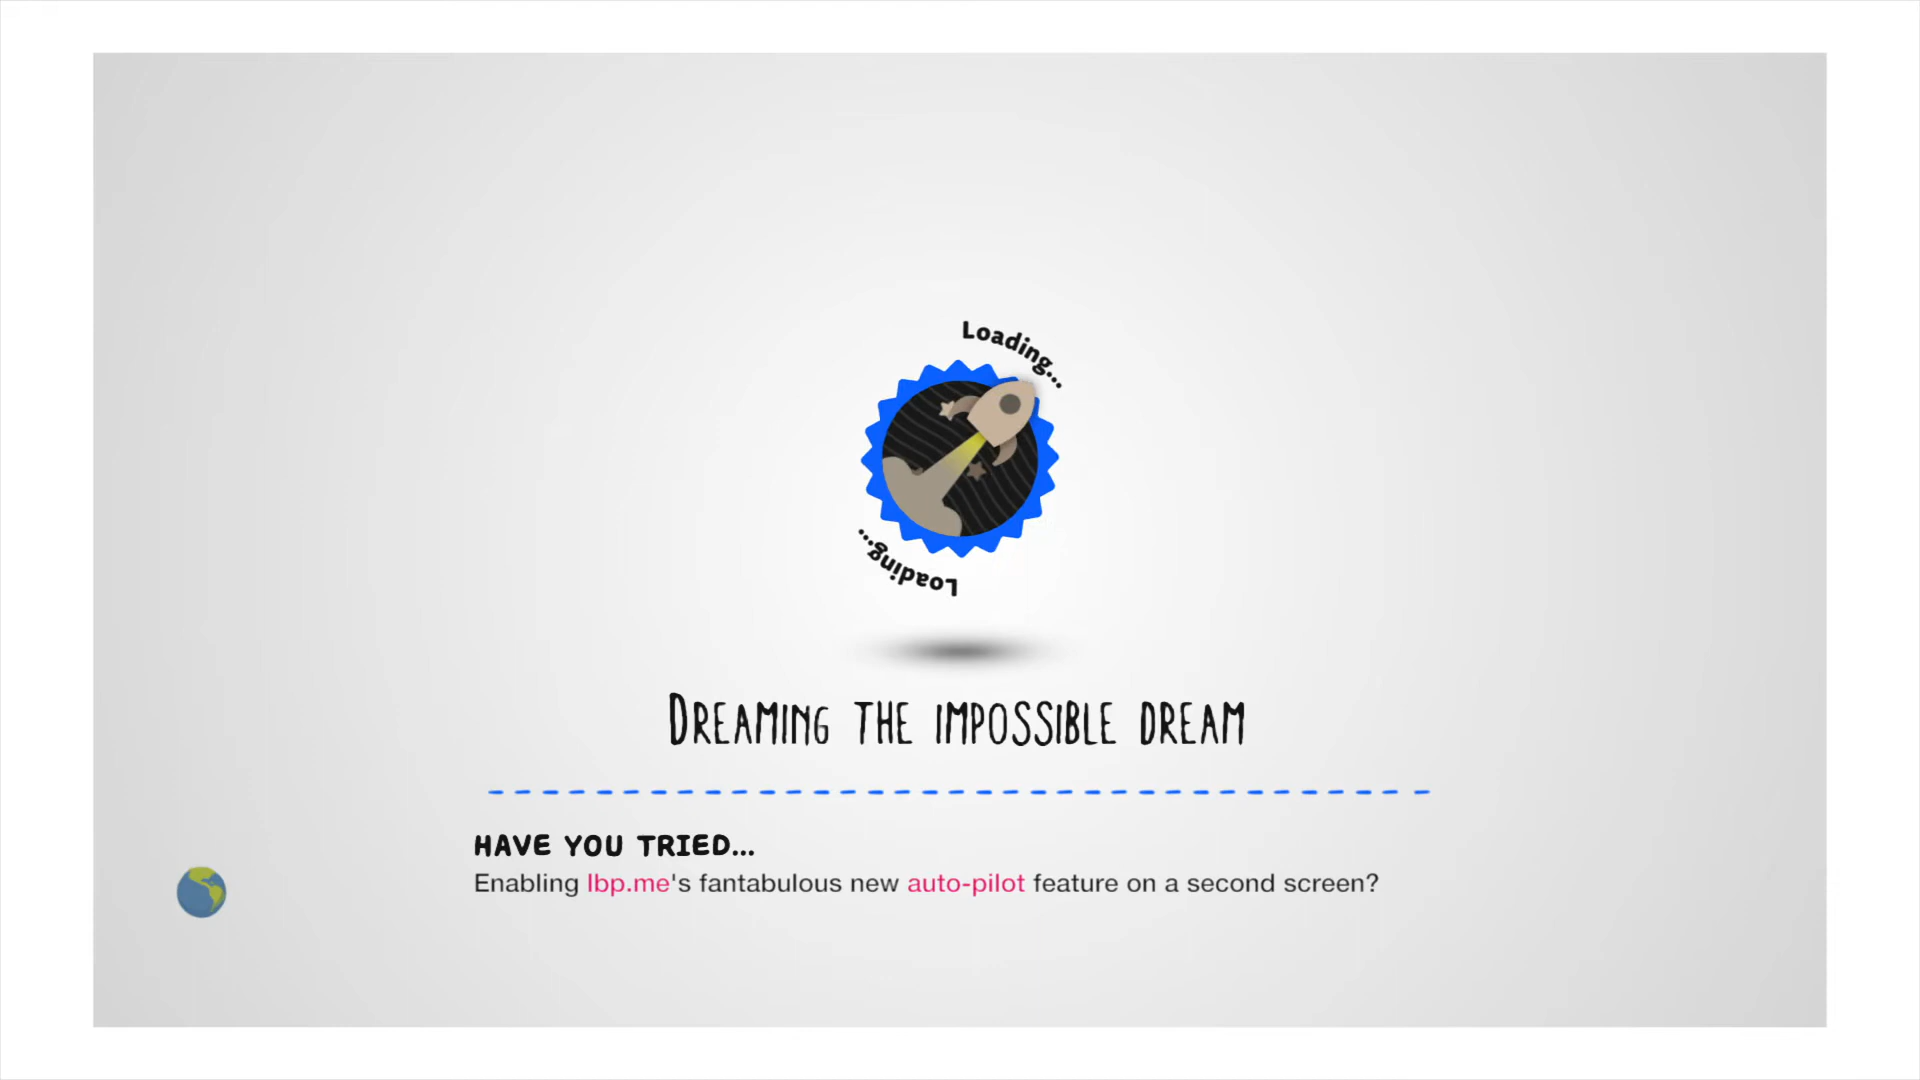 Loading...
Loading...
DREAMING THE IMPOSSIBLE DREAM
HAVE YOU TRIED...
Enabling lbp.me's fantabulous new auto-pilot feature on a second screen?